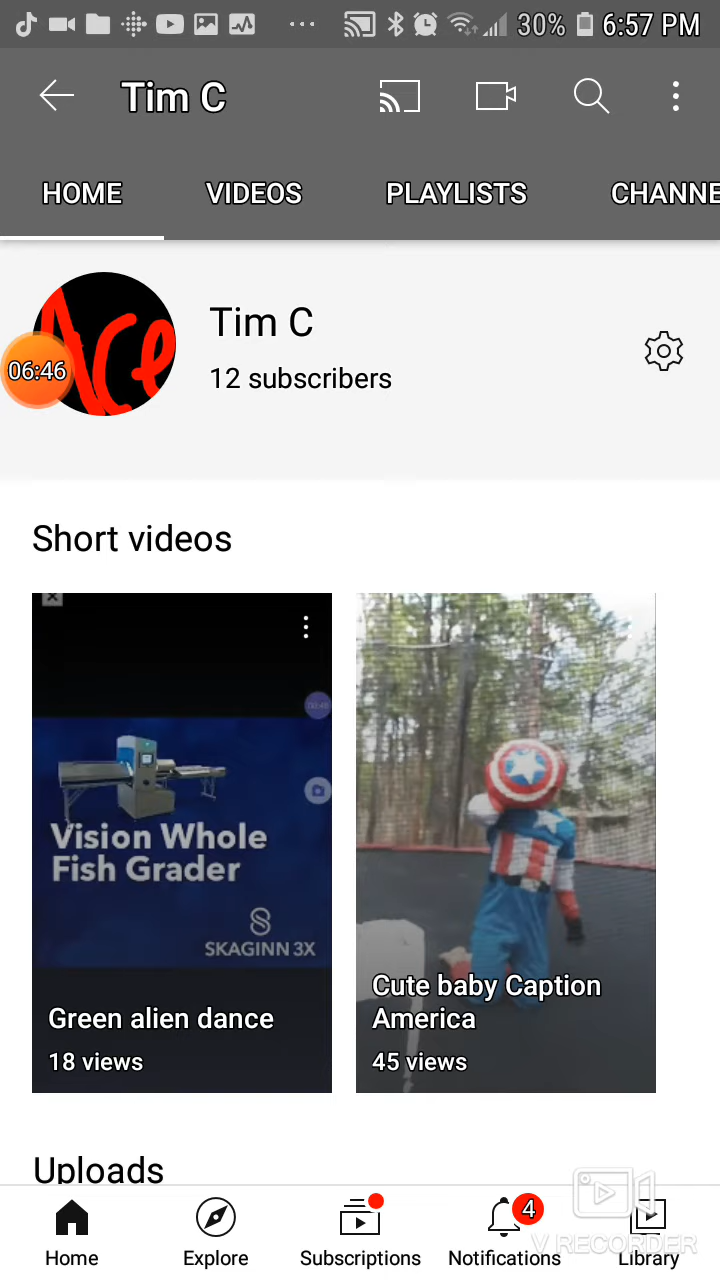 30% 6:57 PM
Tim C
HOME VIDEOS PLAYLISTS CHANNE
Ace
Tim C
06:46
12 subscribers
Short videos
Vision Whole
Fish Grader
SKAGINN 3X
Green alien dance
18 views
Cute baby Caption
America
45 views
Uploads
4
V RECORDER
Home Explore Subscriptions Notifications Library